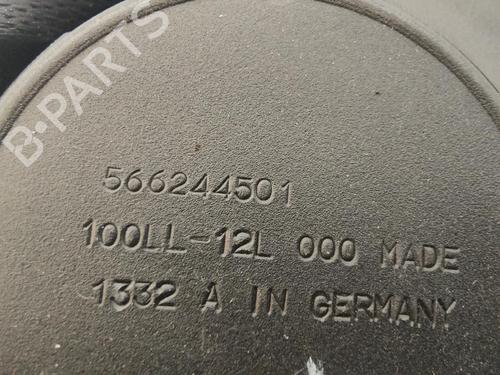 B-PARTS
566244501
100LL-12L 000 MADE
1332 A IN GERMANY